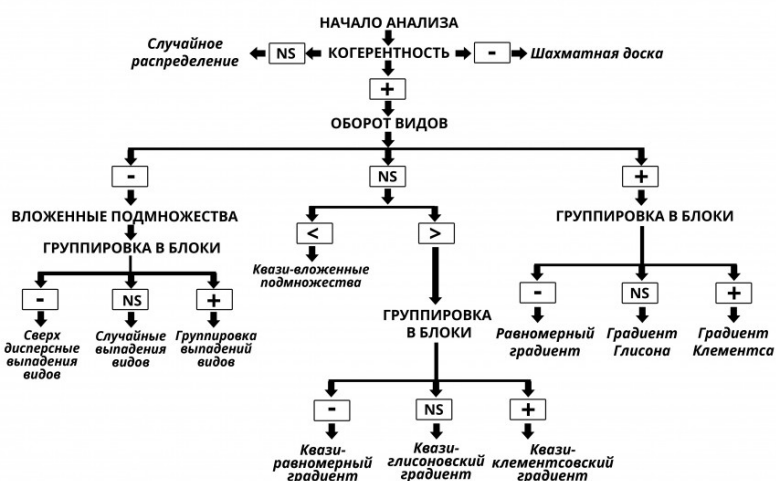 НАЧАЛО АНАЛИЗА
Случайное
распределение
NS
КОГЕРЕНТНОСТЬ
-
Шахматная доска
+
ОБОРОТ ВИДОВ
-
NS
+
ВЛОЖЕННЫЕ ПОДМНОЖЕСТВА
ГРУППИРОВКА В БЛОКИ
-
NS
+
Сверх
дисперсные
выпадения
видов
Случайные
выпадения
видов
Группировка
выпадений
видов
<
>
Квази-вложенные
подмножества
ГРУППИРОВКА
В БЛОКИ
-
NS
+
Квази-
равномерный
градиент
Квази-
глисоновский
градиент
Квази-
клементсовский
градиент
ГРУППИРОВКА В БЛОКИ
-
NS
+
Равномерный
градиент
Градиент
Глисона
Градиент
Клементса